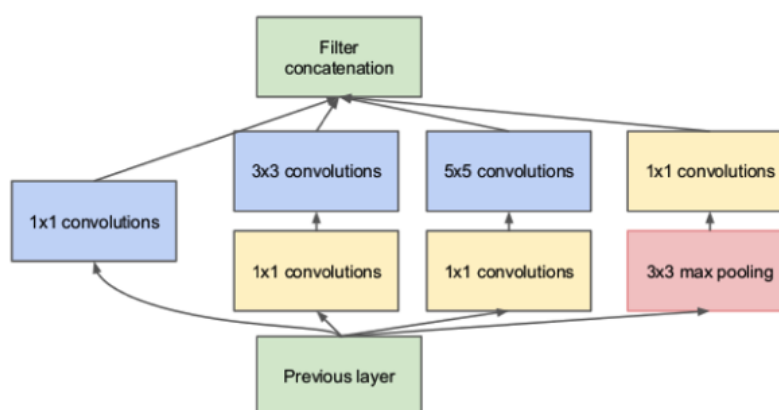 Filter
concatenation
3x3 convolutions
5x5 convolutions
1x1 convolutions
1x1 convolutions
1x1 convolutions
1x1 convolutions
3x3 max pooling
Previous layer